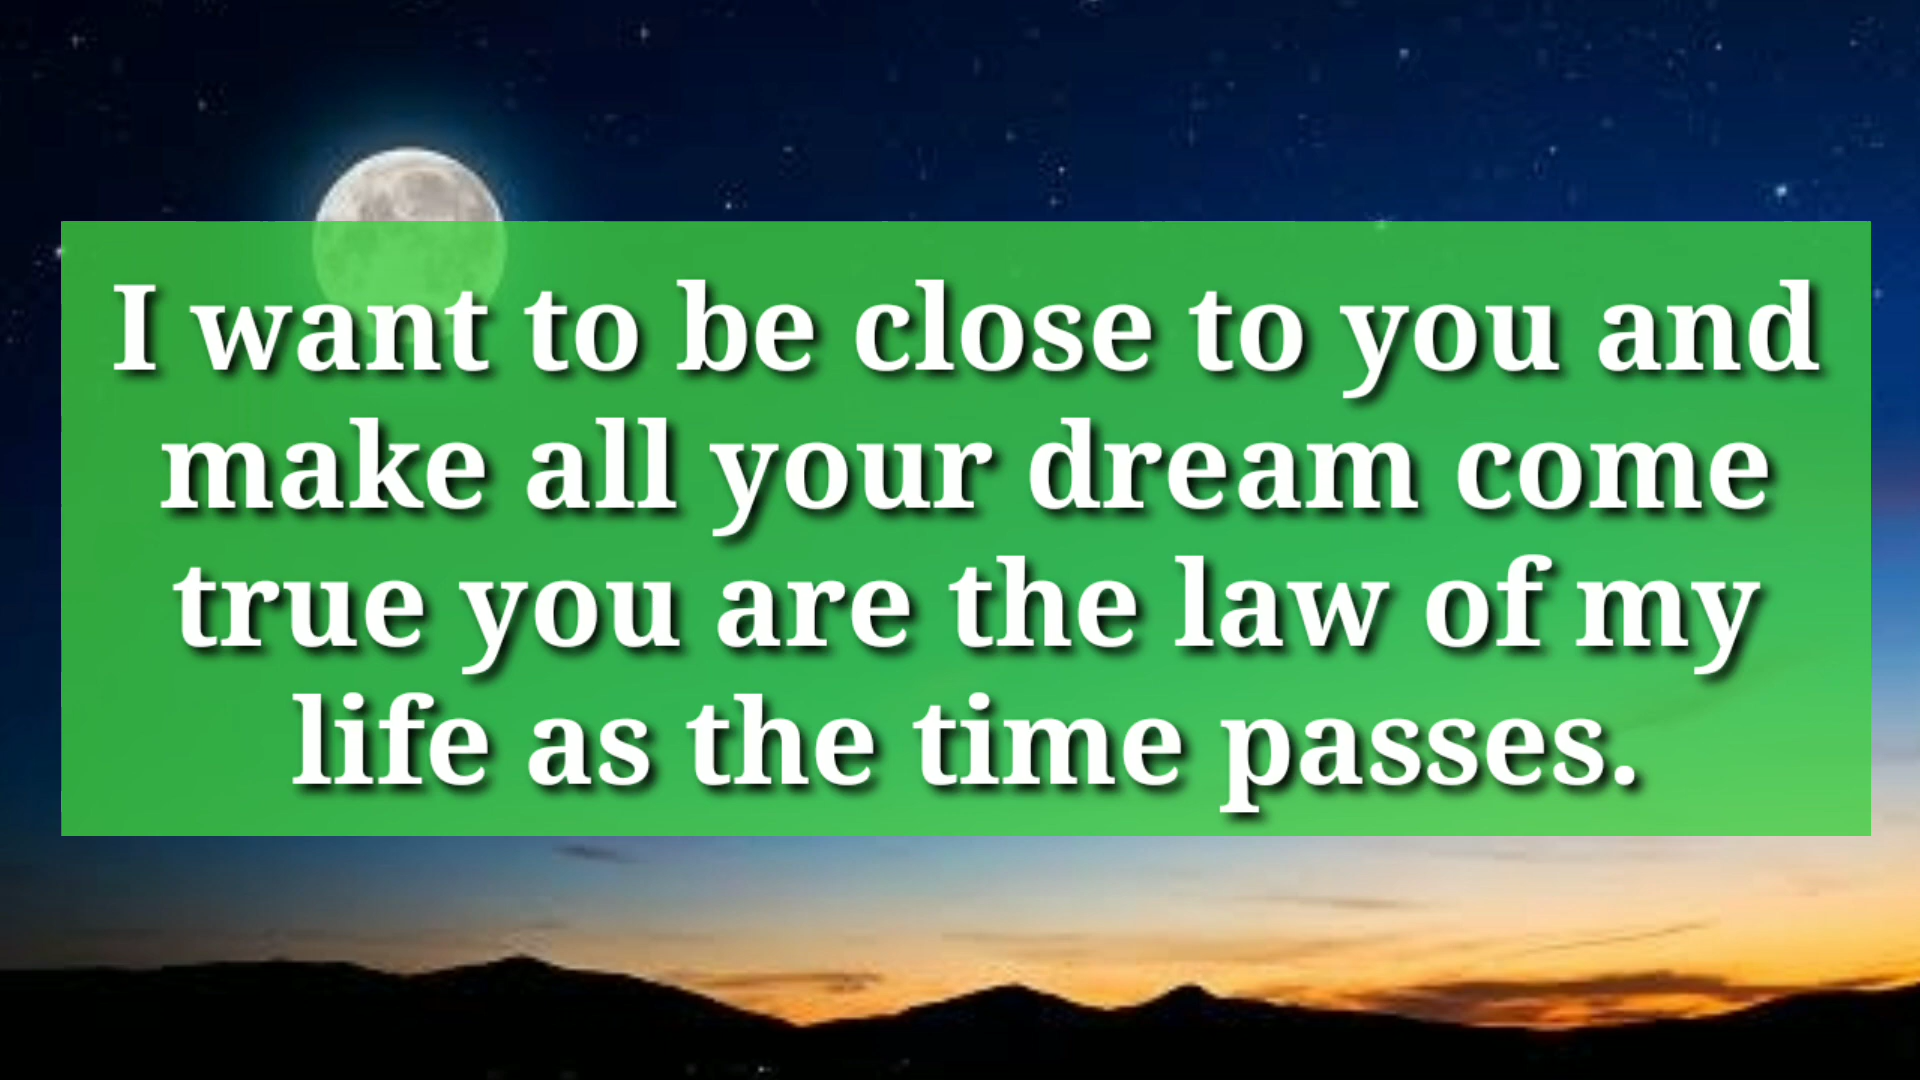 I want to be close to you and
make all your dream come
true you are the law of my
life as the time passes.